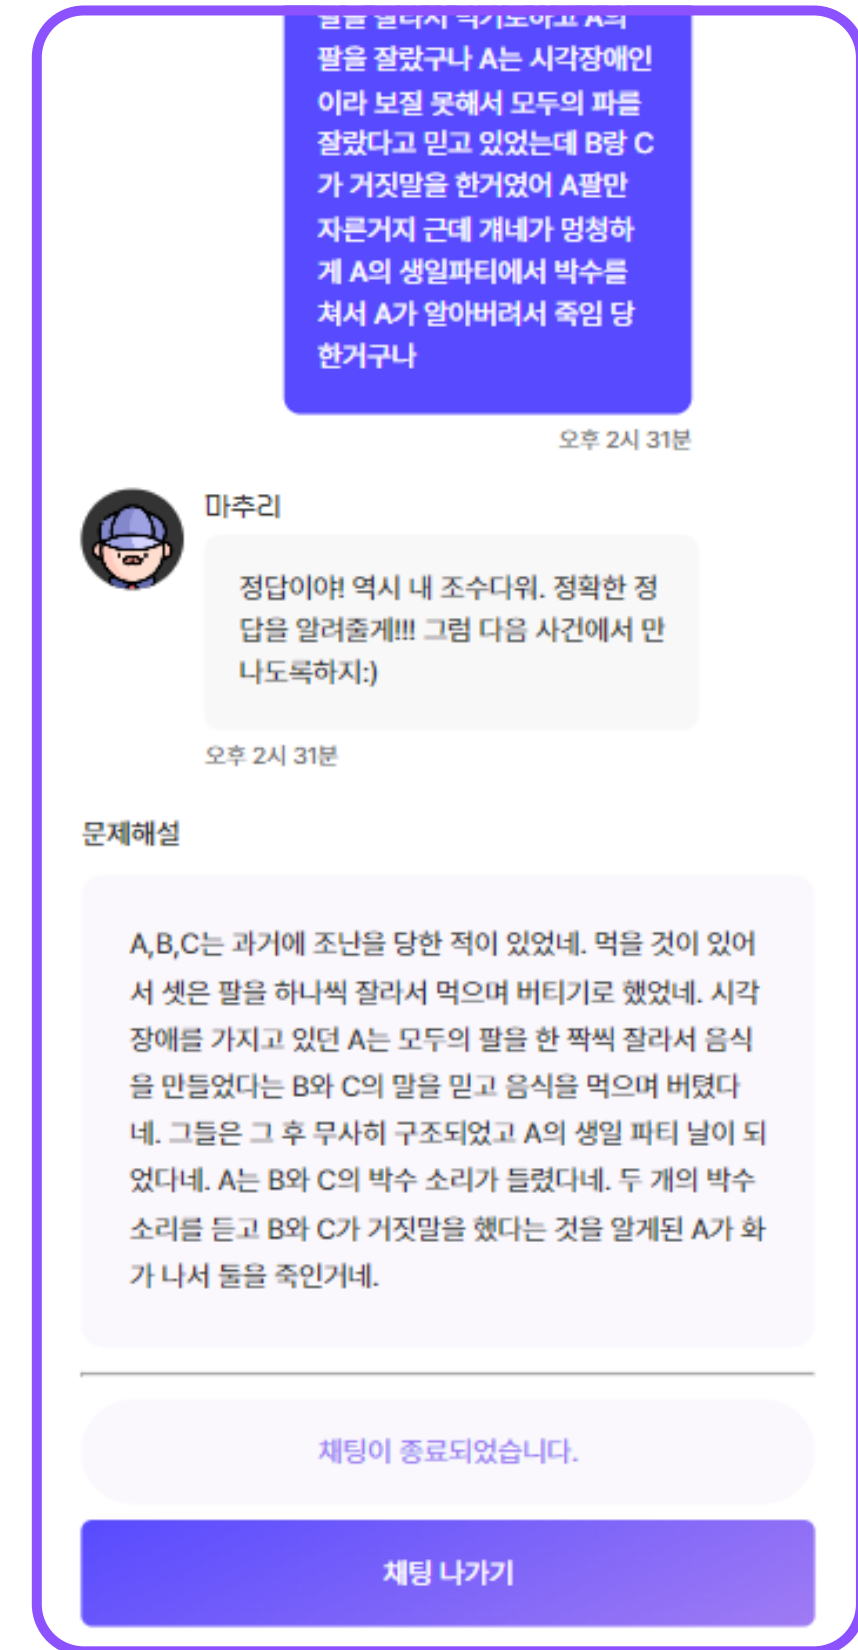 팔을 잘라서 먹기로하고 A의
팔을 잘랐구나 A는 시각장애인
이라 보질 못해서 모두의 파를
잘랐다고 믿고 있었는데 B랑 C
가 거짓말을 한거였어 A팔만
자른거지 근데 걔네가 멍청하
게 A의 생일파티에서 박수를
쳐서 A가 알아버려서 죽임 당
한거구나
오후 2시 31분
마추리
정답이야! 역시 내 조수다워. 정확한 정
답을 알려줄게!!! 그럼 다음 사건에서 만
나도록하지:)
오후 2시 31분
문제해설
A,B,C는 과거에 조난을 당한 적이 있었네. 먹을 것이 있어
서 셋은 팔을 하나씩 잘라서 먹으며 버티기로 했었네. 시각
장애를 가지고 있던 A는 모두의 팔을 한 짝씩 잘라서 음식
을 만들었다는 B와 C의 말을 믿고 음식을 먹으며 버텼다
네. 그들은 그 후 무사히 구조되었고 A의 생일 파티 날이 되
었다네. A는 B와 C의 박수 소리가 들렸다네. 두 개의 박수
소리를 듣고 B와 C가 거짓말을 했다는 것을 알게된 A가 화
가 나서 둘을 죽인거네.
채팅이 종료되었습니다.
채팅 나가기